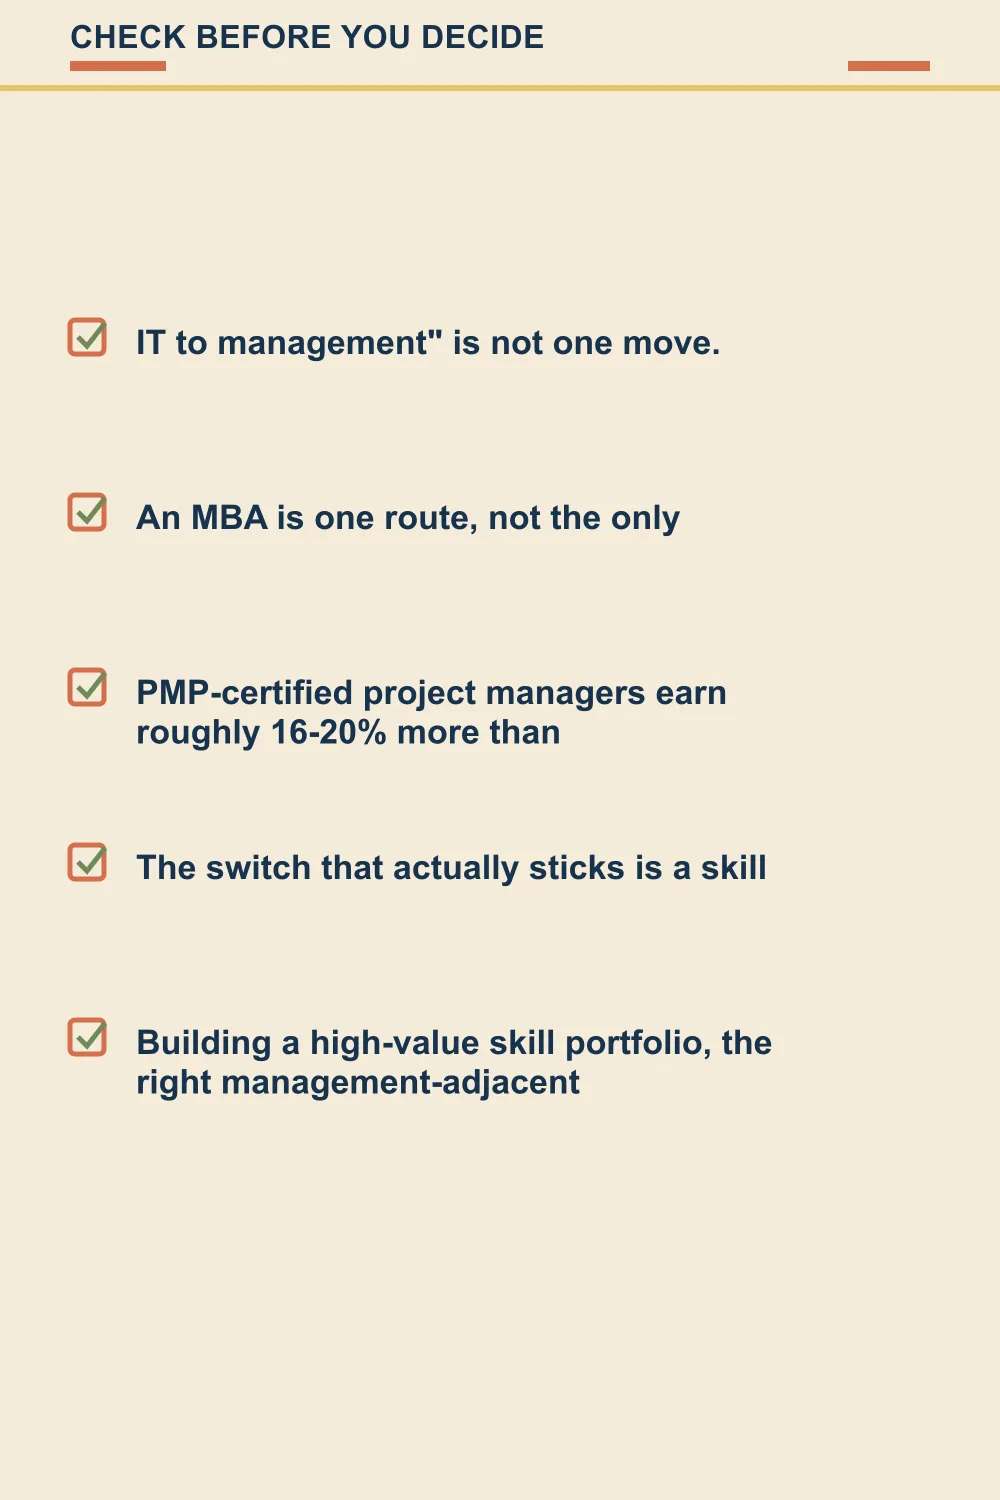 CHECK BEFORE YOU DECIDE
IT to management" is not one move.
An MBA is one route, not the only
PMP-certified project managers earn
roughly 16-20% more than
The switch that actually sticks is a skill
Building a high-value skill portfolio, the
right management-adjacent